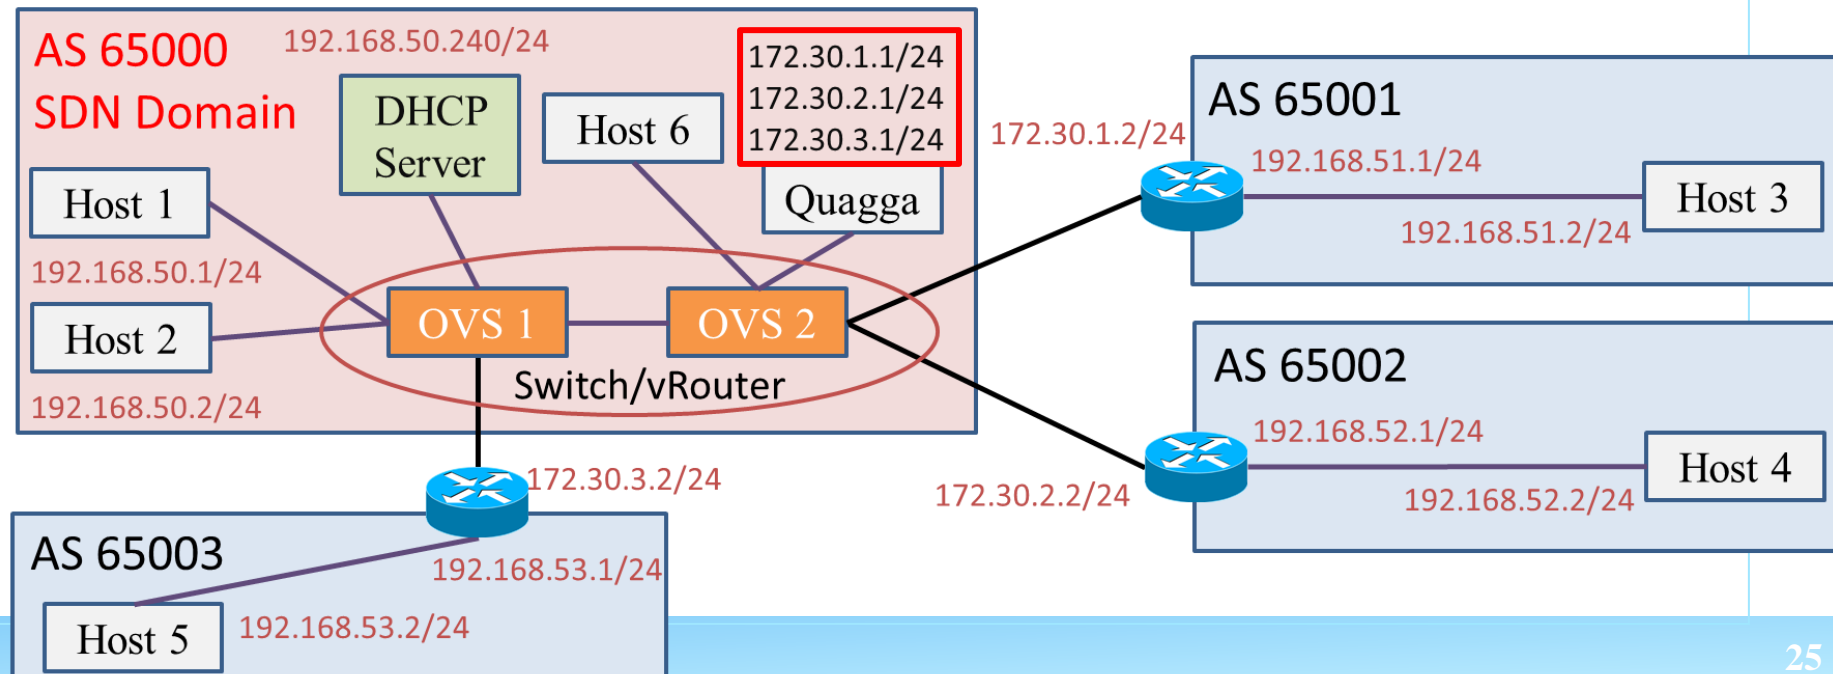 AS 65000
SDN Domain
192.168.50.240/24
DHCP
Server
Host 6
172.30.1.1/24
172.30.2.1/24
172.30.3.1/24
Quagga
Host 1
192.168.50.1/24
Host 2
192.168.50.2/24
OVS 1
OVS 2
Switch/vRouter
172.30.1.2/24
AS 65001
192.168.51.1/24
192.168.51.2/24
Host 3
AS 65002
192.168.52.1/24
172.30.2.2/24
192.168.52.2/24
Host 4
172.30.3.2/24
AS 65003
192.168.53.1/24
Host 5
192.168.53.2/24
25